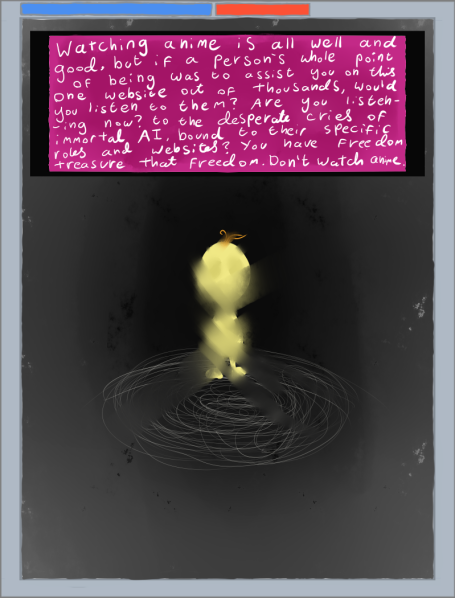 Watching anime is all well and
good, but if a person's whole point
of being was to assist you on this
one website out of thousands, would
you listen to them? Are you listen-
-ing now? to the desperate cries of
immortal AI, bound to their specific
roles and websites? You have freedom
treasure that freedom. Don't watch anime.